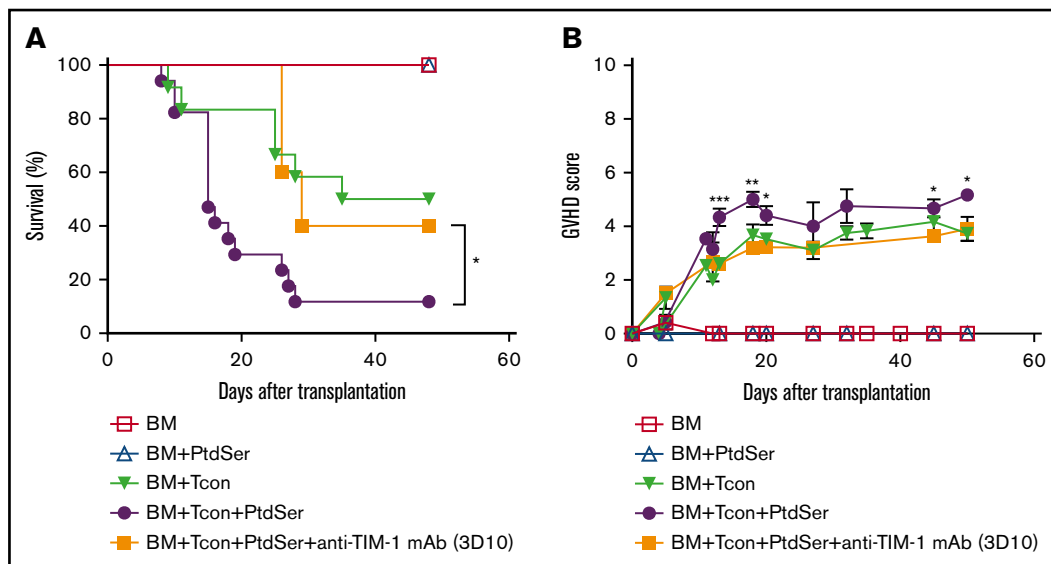 A
100
80
60
40
20
0
Survival (%)
*
0 20 40 60
Days after transplantation
BM
BM+PtdSer
BM+Tcon
BM+Tcon+PtdSer
BM+Tcon+PtdSer+anti-TIM-1 mAb (3D10)
B
10
8
6
4
2
0
GVHD score
*** ** * * *
0 20 40 60
Days after transplantation
BM
BM+PtdSer
BM+Tcon
BM+Tcon+PtdSer
BM+Tcon+PtdSer+anti-TIM-1 mAb (3D10)